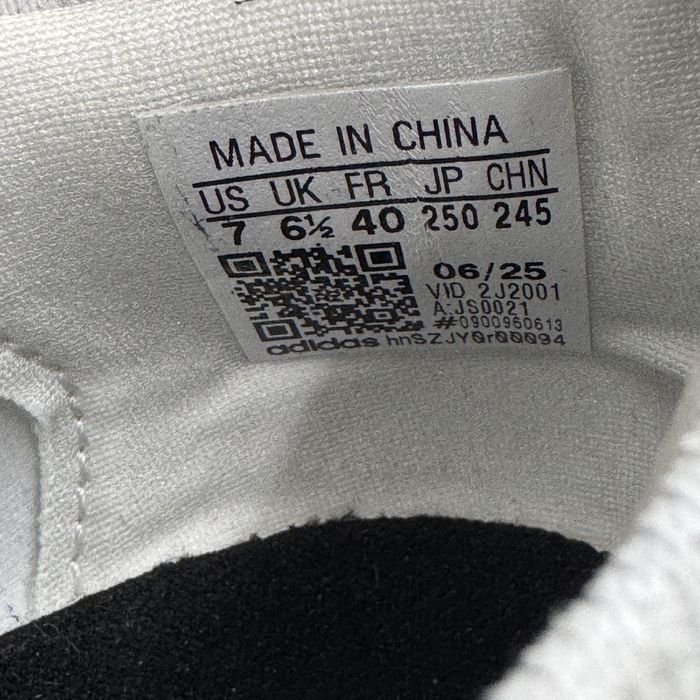 MADE IN CHINA
US UK FR JP CHN
7 6½ 40 250 245
06/25
VID 2J2001
A:JS0021
#0900960613
adidas hnSZJY0r00094